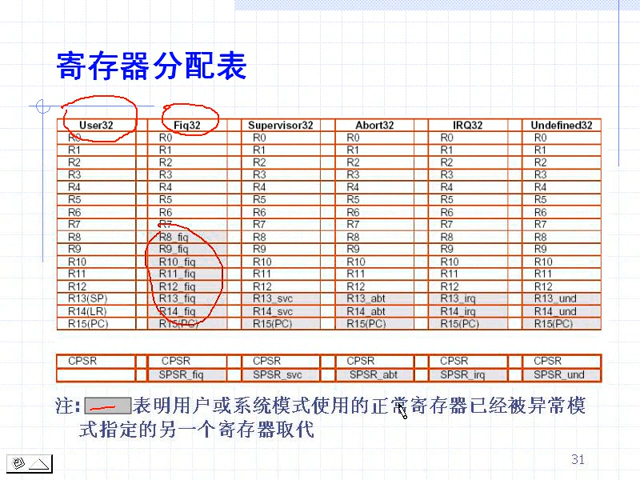 寄存器分配表
User32 Fiq32 Supervisor32 Abort32 IRQ32 Undefined32
R0 R0 R0 R0 R0 R0
R1 R1 R1 R1 R1 R1
R2 R2 R2 R2 R2 R2
R3 R3 R3 R3 R3 R3
R4 R4 R4 R4 R4 R4
R5 R5 R5 R5 R5 R5
R6 R6 R6 R6 R6 R6
R7 R7 R7 R7 R7 R7
R8 R8_fiq R8 R8 R8 R8
R9 R9_fiq R9 R9 R9 R9
R10 R10_fiq R10 R10 R10 R10
R11 R11_fiq R11 R11 R11 R11
R12 R12_fiq R12 R12 R12 R12
R13(SP) R13_fiq R13_svc R13_abt R13_irq R13_und
R14(LR) R14_fiq R14_svc R14_abt R14_irq R14_und
R15(PC) R15(PC) R15(PC) R15(PC) R15(PC) R15(PC)
CPSR CPSR CPSR CPSR CPSR CPSR
SPSR_fiq SPSR_svc SPSR_abt SPSR_irq SPSR_und
注: 表明用户或系统模式使用的正常寄存器已经被异常模
式指定的另一个寄存器取代
31